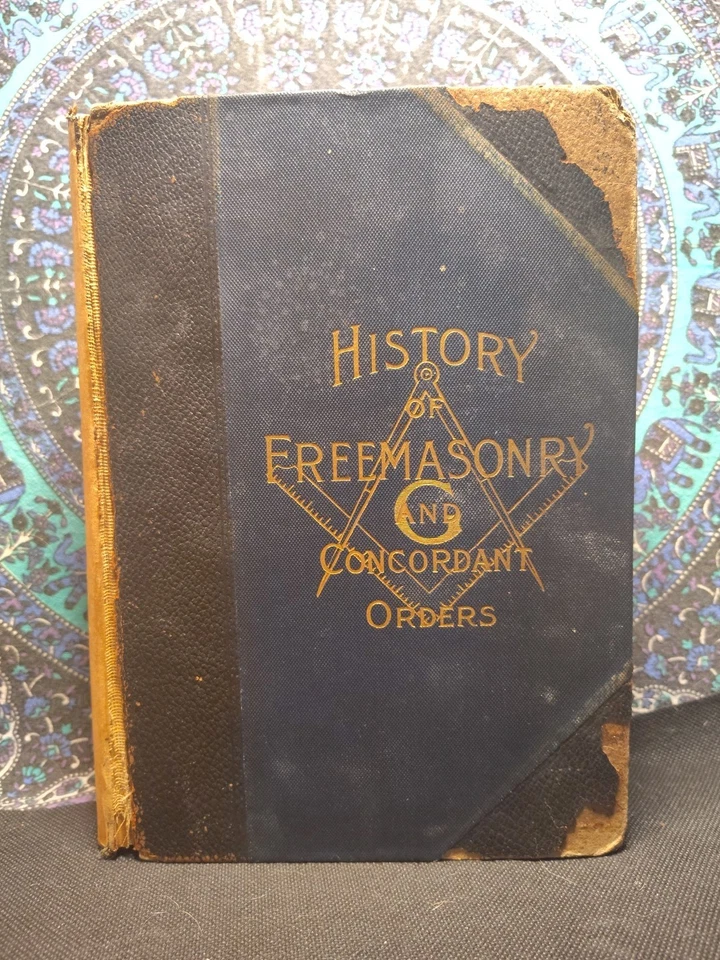 HISTORY
OF
FREEMASONRY
G
AND
CONCORDANT
ORDERS